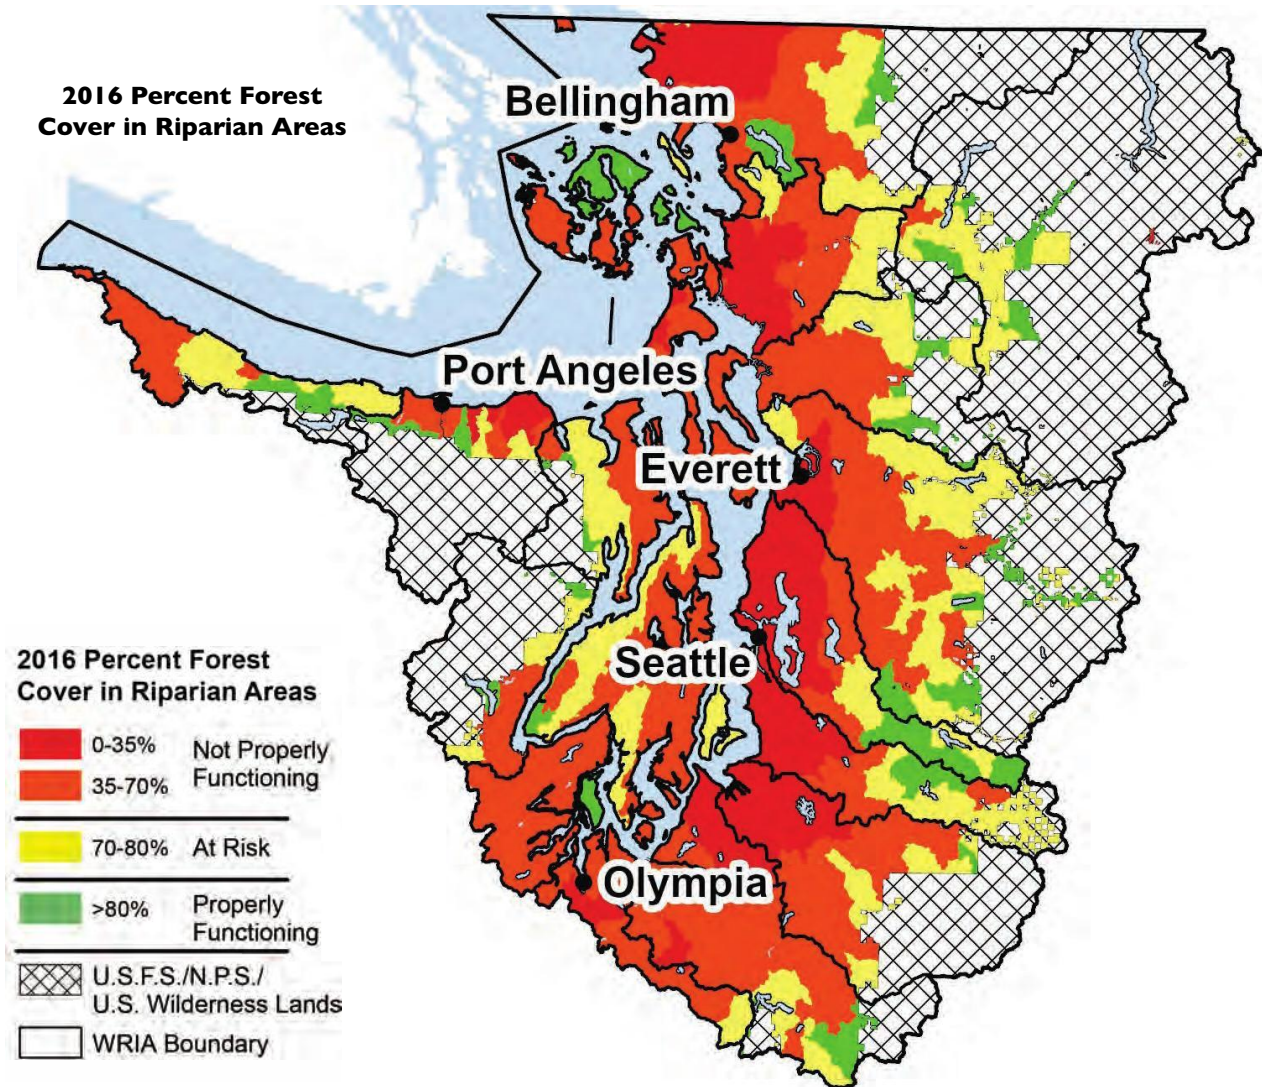 2016 Percent Forest
Cover in Riparian Areas
Bellingham
Port Angeles
Everett
Seattle
Olympia
2016 Percent Forest
Cover in Riparian Areas
0-35%
35-70%
Not Properly
Functioning
70-80% At Risk
>80%
Properly
Functioning
U.S.F.S./N.P.S./
U.S. Wilderness Lands
WRIA Boundary